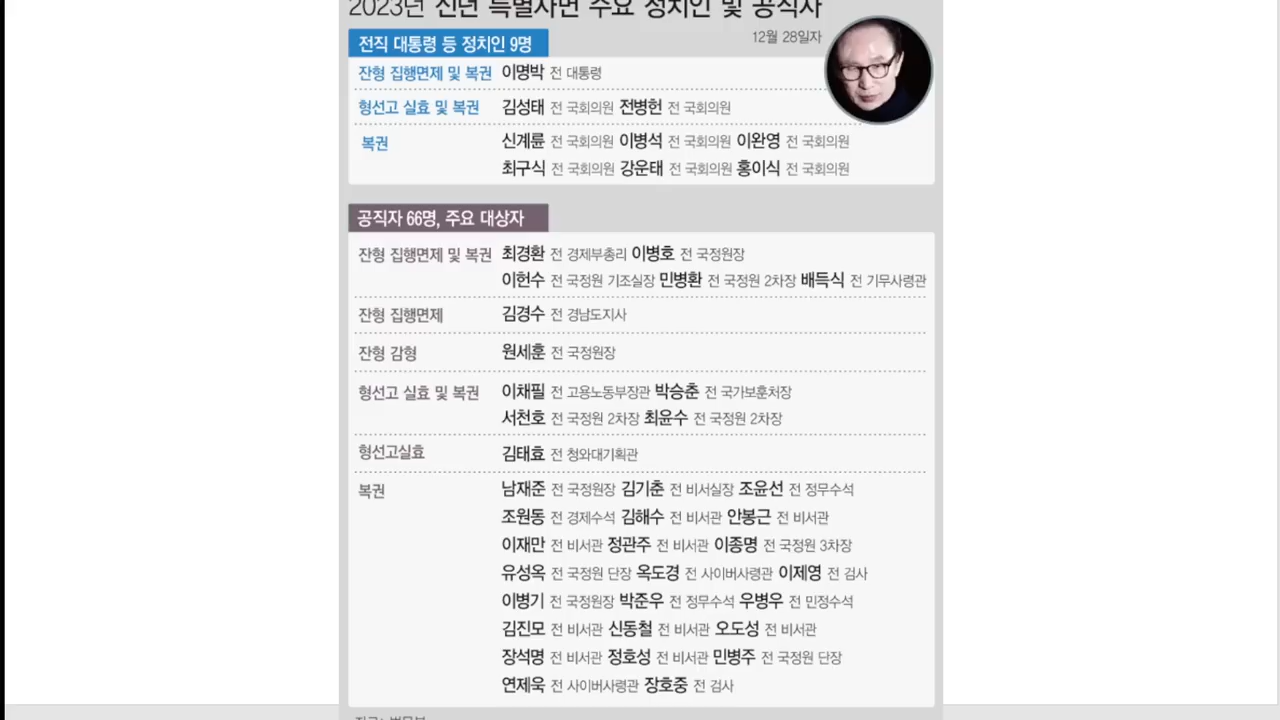 2023년 신년 특별사면 주요 정치인 및 공직자
12월 28일자
전직 대통령 등 정치인 9명
잔형 집행면제 및 복권 이명박 전 대통령
형선고 실효 및 복권 김성태 전 국회의원 전병헌 전 국회의원
복권 신계륜 전 국회의원 이병석 전 국회의원 이완영 전 국회의원
최구식 전 국회의원 강운태 전 국회의원 홍이식 전 국회의원
공직자 66명, 주요 대상자
잔형 집행면제 및 복권 최경환 전 경제부총리 이병호 전 국정원장
이헌수 전 국정원 기조실장 민병환 전 국정원 2차장 배득식 전 기무사령관
잔형 집행면제 김경수 전 경남도지사
잔형 감형 원세훈 전 국정원장
형선고 실효 및 복권 이채필 전 고용노동부장관 박승춘 전 국가보훈처장
서천호 전 국정원 2차장 최윤수 전 국정원 2차장
형선고실효 김태효 전 청와대기획관
복권 남재준 전 국정원장 김기춘 전 비서실장 조윤선 전 정무수석
조원동 전 경제수석 김해수 전 비서관 안봉근 전 비서관
이재만 전 비서관 정관주 전 비서관 이종명 전 국정원 3차장
유성옥 전 국정원 단장 옥도경 전 사이버사령관 이제영 전 검사
이병기 전 국정원장 박준우 전 정무수석 우병우 전 민정수석
김진모 전 비서관 신동철 전 비서관 오도성 전 비서관
장석명 전 비서관 정호성 전 비서관 민병주 전 국정원 단장
연제욱 전 사이버사령관 장호중 전 검사